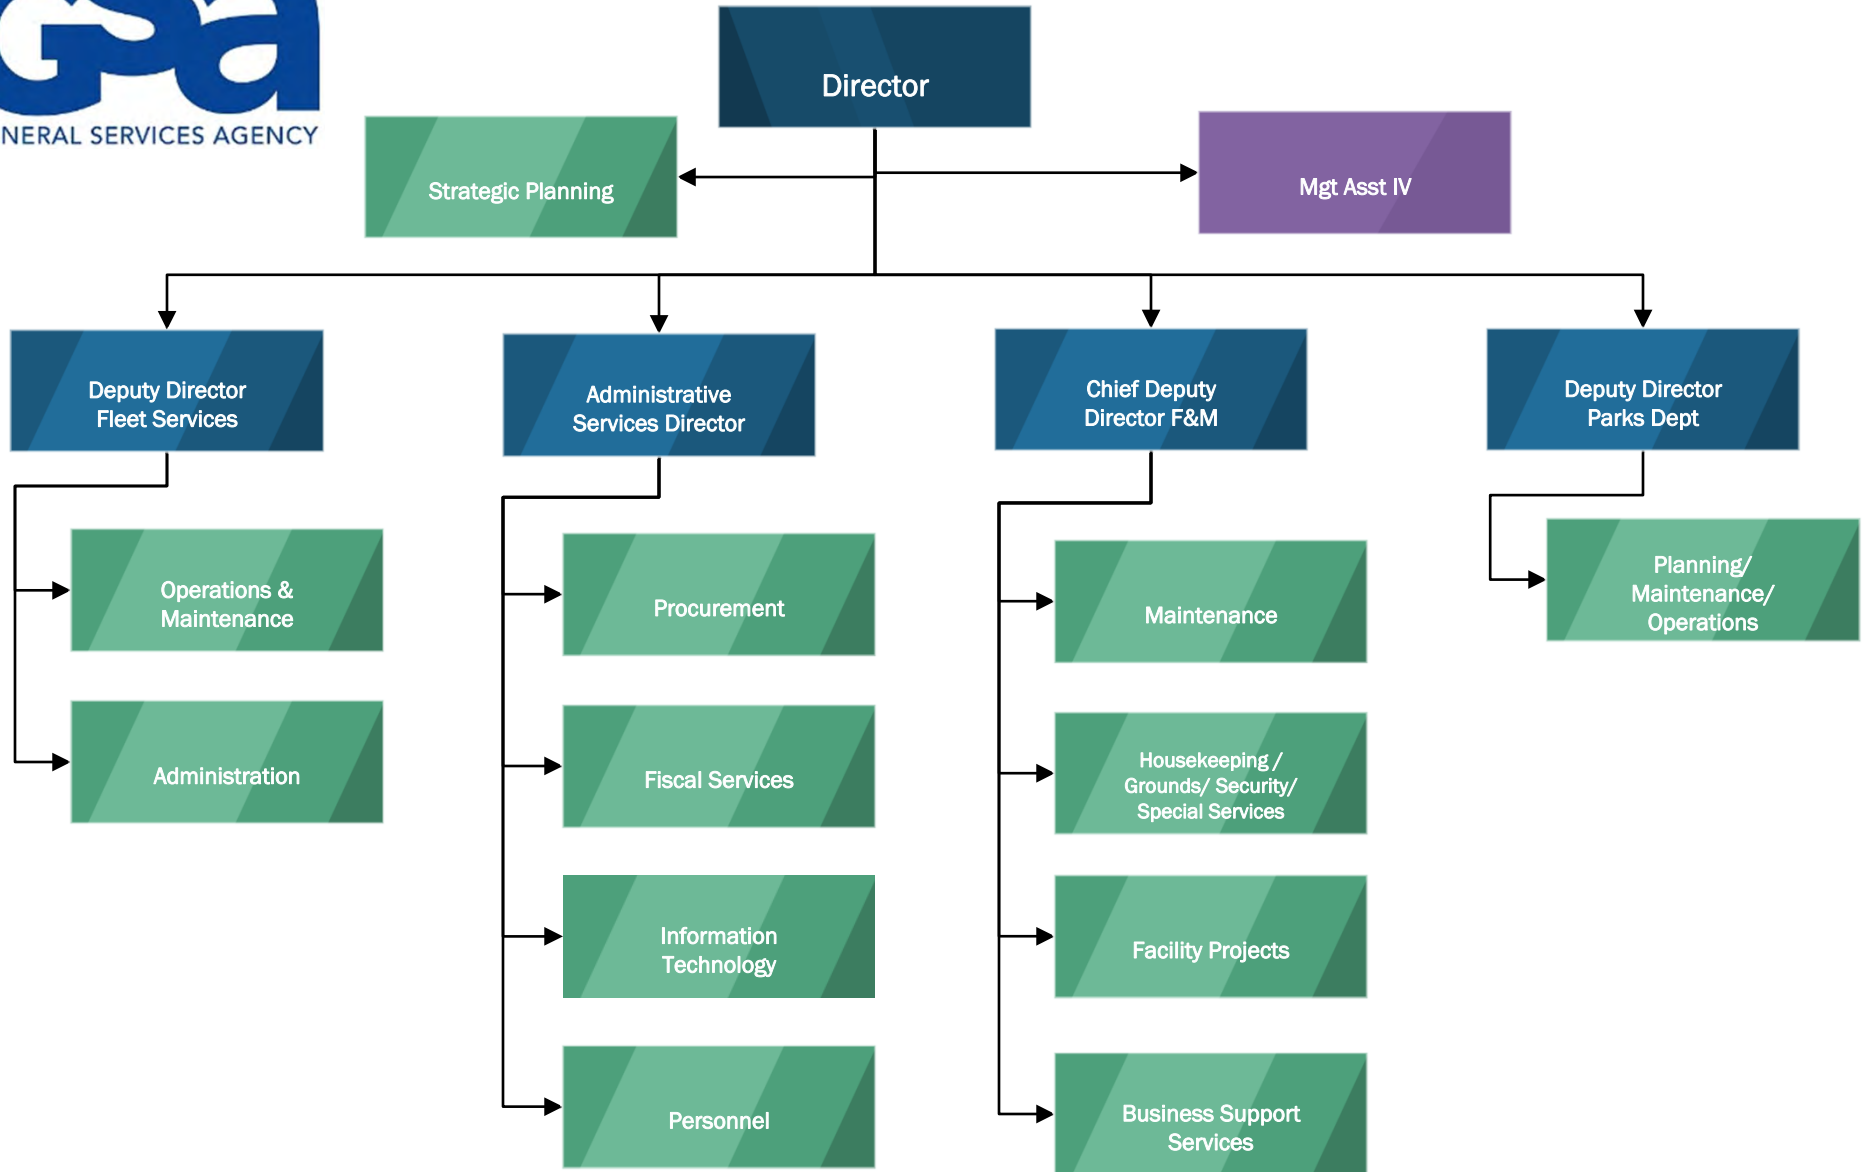 GSa
NERAL SERVICES AGENCY
Director
Strategic Planning
Mgt Asst IV
Deputy Director
Fleet Services
Administrative
Services Director
Chief Deputy
Director F&M
Deputy Director
Parks Dept
Operations &
Maintenance
Administration
Procurement
Fiscal Services
Information
Technology
Personnel
Maintenance
Housekeeping /
Grounds/ Security/
Special Services
Facility Projects
Business Support
Services
Planning/
Maintenance/
Operations